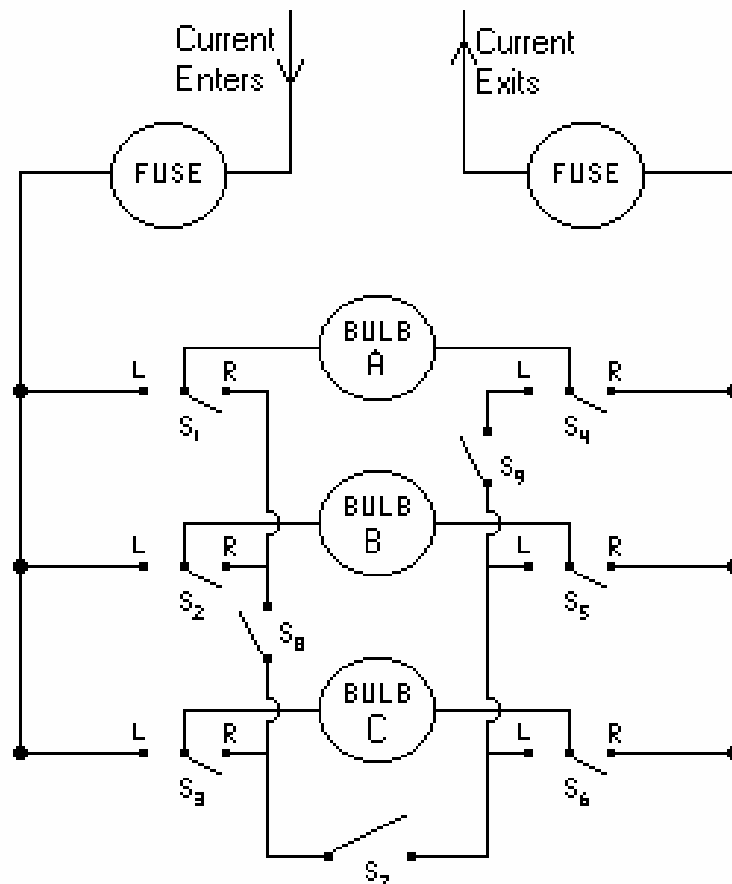 Current
Enters
Current
Exits
FUSE
FUSE
BULB
A
L
R
L
R
S₁
S₄
S₉
BULB
B
L
R
L
R
S₂
S₅
S₈
BULB
C
L
R
L
R
S₃
S₆
S₇